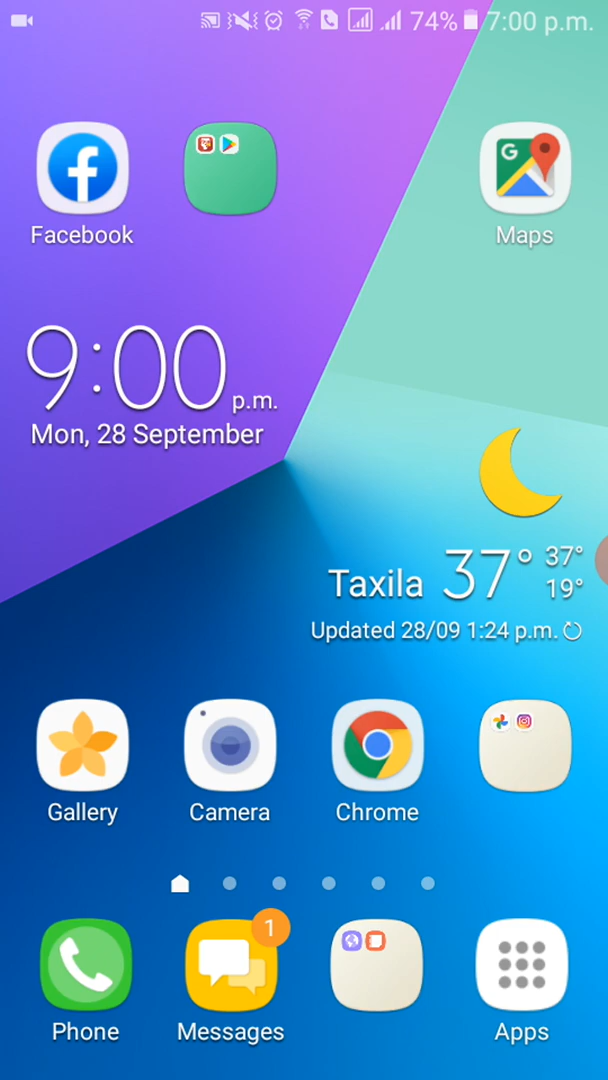 74% 7:00 p.m.
Facebook
Maps
9:00 p.m.
Mon, 28 September
Taxila 37° 37°
19°
Updated 28/09 1:24 p.m.
Gallery Camera Chrome
1
Phone Messages Apps